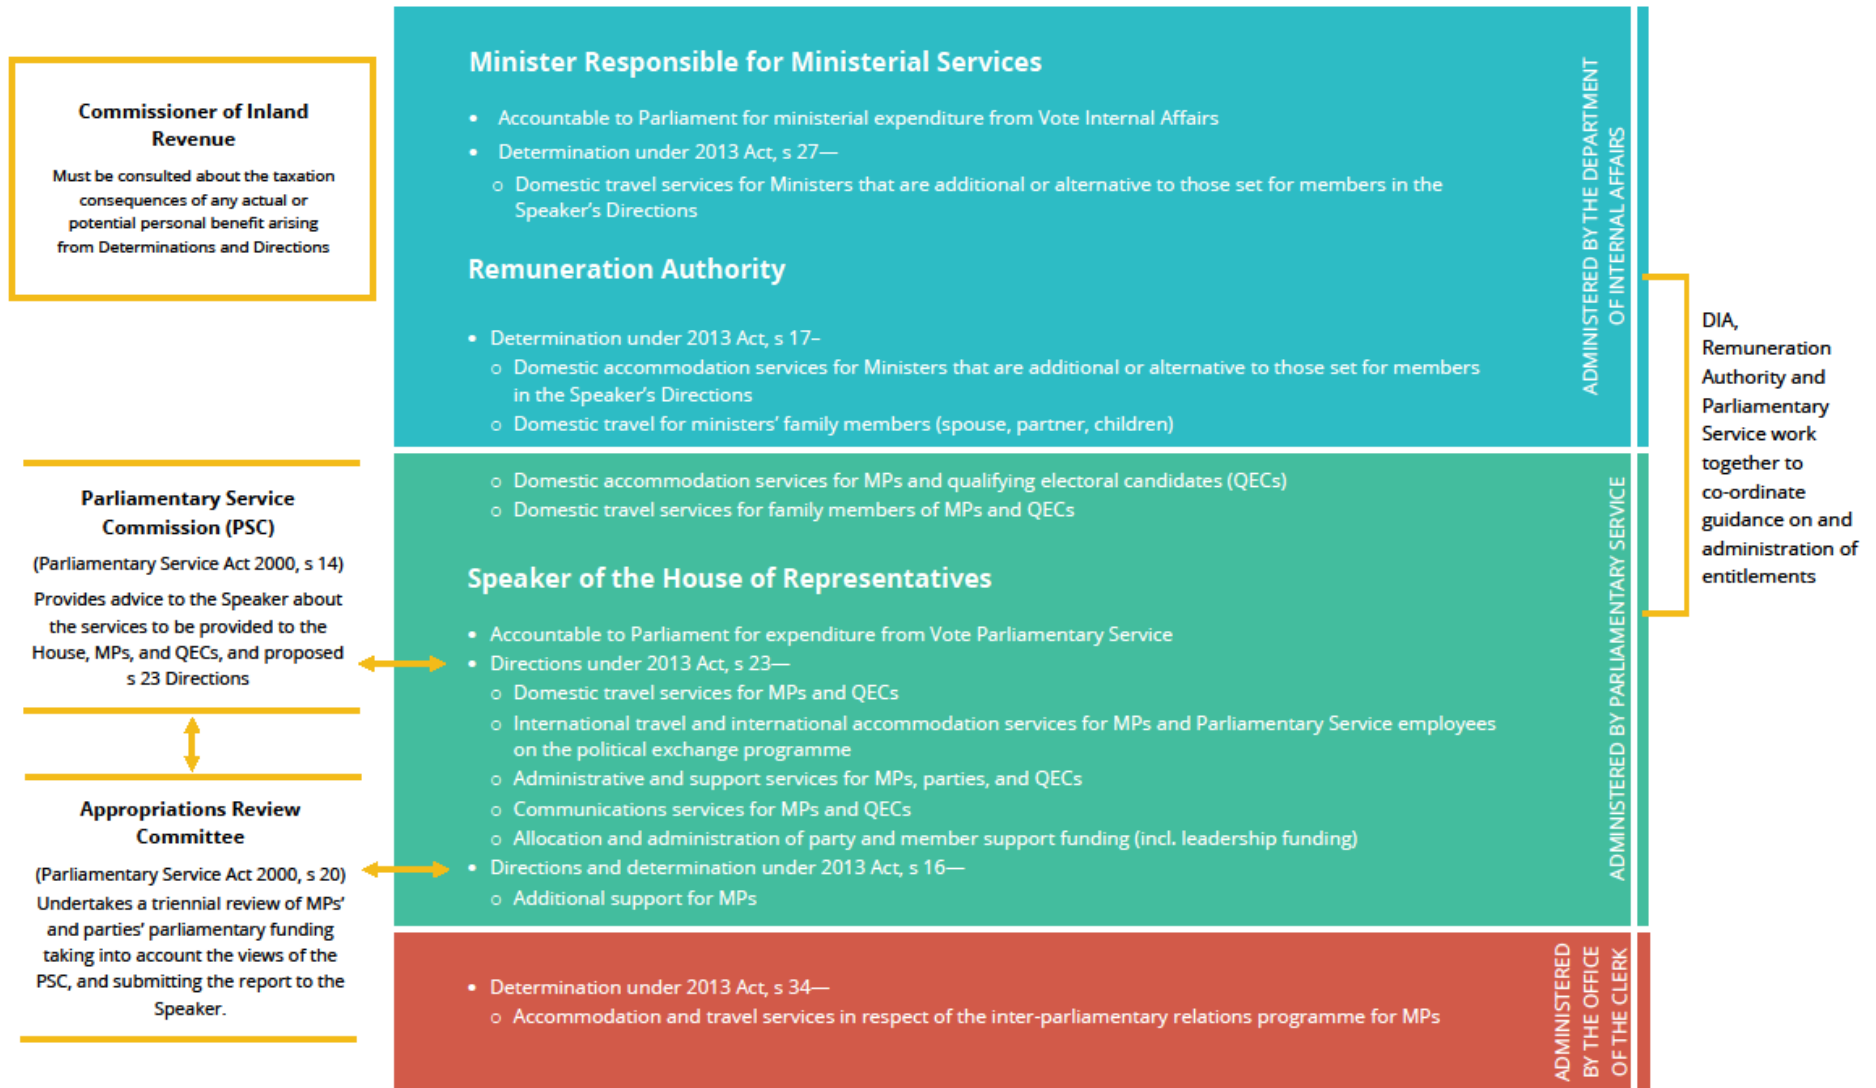 Commissioner of Inland
Revenue
Must be consulted about the taxation
consequences of any actual or
potential personal benefit arising
from Determinations and Directions
Parliamentary Service
Commission (PSC)
(Parliamentary Service Act 2000, s 14)
Provides advice to the Speaker about
the services to be provided to the
House, MPs, and QECs, and proposed
s 23 Directions
Appropriations Review
Committee
(Parliamentary Service Act 2000, s 20)
Undertakes a triennial review of MPs'
and parties' parliamentary funding
taking into account the views of the
PSC, and submitting the report to the
Speaker.
Minister Responsible for Ministerial Services
• Accountable to Parliament for ministerial expenditure from Vote Internal Affairs
• Determination under 2013 Act, s 27—
o Domestic travel services for Ministers that are additional or alternative to those set for members in the
Speaker's Directions
Remuneration Authority
• Determination under 2013 Act, s 17–
o Domestic accommodation services for Ministers that are additional or alternative to those set for members
in the Speaker's Directions
o Domestic travel for ministers' family members (spouse, partner, children)
ADMINISTERED BY THE DEPARTMENT
OF INTERNAL AFFAIRS
o Domestic accommodation services for MPs and qualifying electoral candidates (QECs)
o Domestic travel services for family members of MPs and QECs
Speaker of the House of Representatives
• Accountable to Parliament for expenditure from Vote Parliamentary Service
• Directions under 2013 Act, s 23—
o Domestic travel services for MPs and QECs
o International travel and international accommodation services for MPs and Parliamentary Service employees
on the political exchange programme
o Administrative and support services for MPs, parties, and QECs
o Communications services for MPs and QECs
o Allocation and administration of party and member support funding (incl. leadership funding)
• Directions and determination under 2013 Act, s 16—
o Additional support for MPs
ADMINISTERED BY PARLIAMENTARY SERVICE
• Determination under 2013 Act, s 34—
o Accommodation and travel services in respect of the inter-parliamentary relations programme for MPs
ADMINISTERED
BY THE OFFICE
OF THE CLERK
DIA,
Remuneration
Authority and
Parliamentary
Service work
together to
co-ordinate
guidance on and
administration of
entitlements